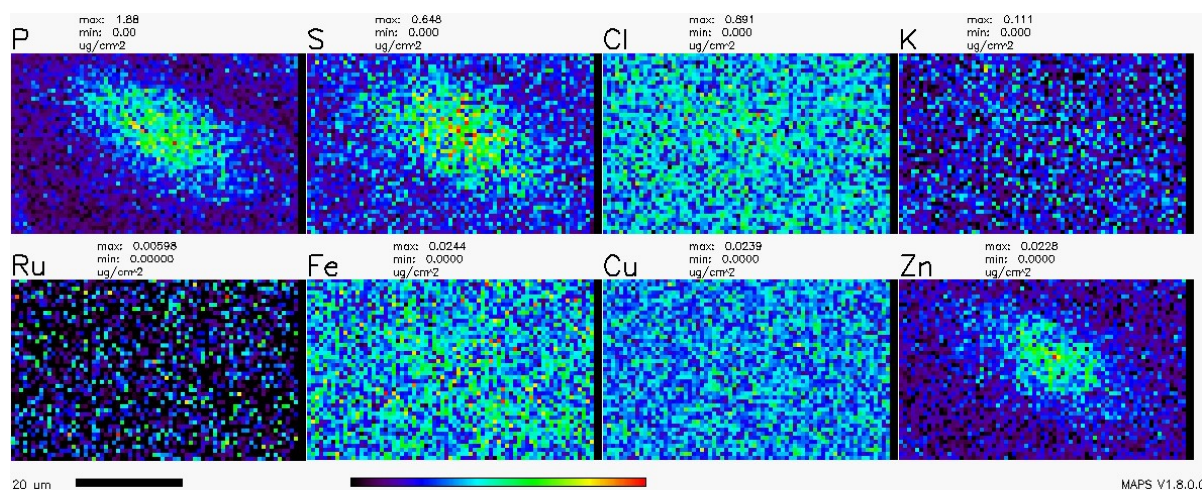 P max: 1.88
min: 0.00
ug/cm^2
S max: 0.648
min: 0.000
ug/cm^2
Cl max: 0.891
min: 0.000
ug/cm^2
K max: 0.111
min: 0.000
ug/cm^2
Ru max: 0.00598
min: 0.00000
ug/cm^2
Fe max: 0.0244
min: 0.0000
ug/cm^2
Cu max: 0.0239
min: 0.0000
ug/cm^2
Zn max: 0.0228
min: 0.0000
ug/cm^2
20 um
MAPS V1.8.0.0